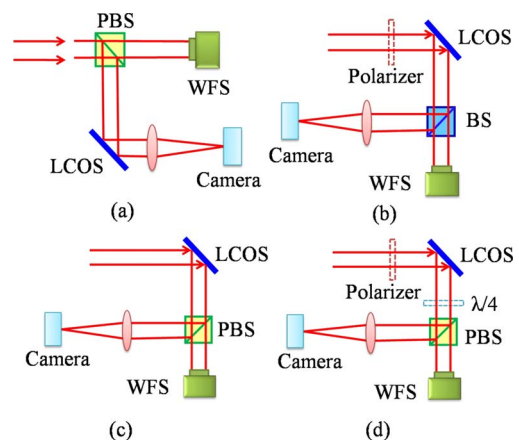 PBS
WFS
LCOS
Camera
(a)
LCOS
Polarizer
BS
Camera
WFS
(b)
LCOS
PBS
Camera
WFS
(c)
LCOS
Polarizer
λ/4
PBS
Camera
WFS
(d)